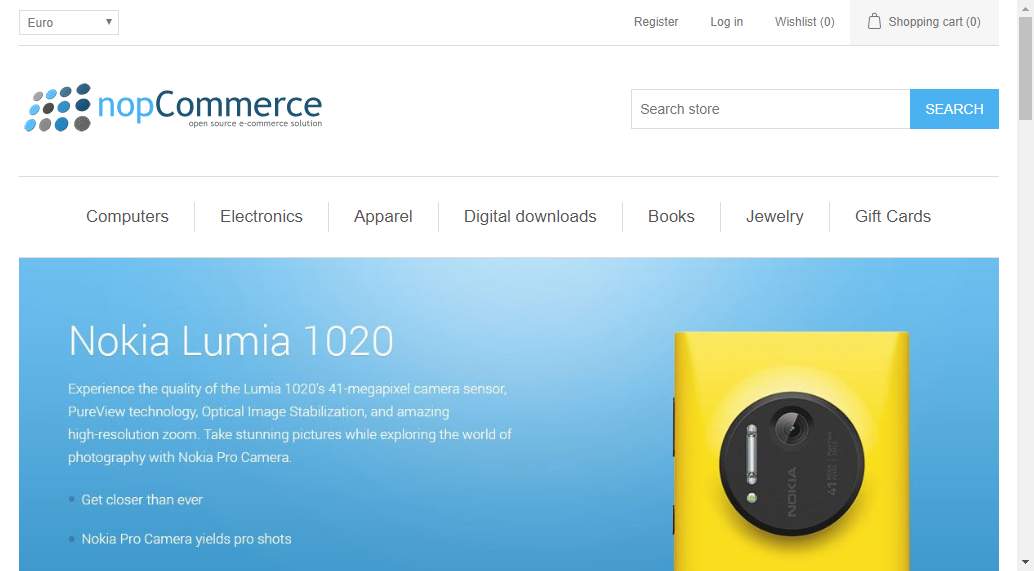 Euro
Register Log in Wishlist (0) Shopping cart (0)
nopCommerce
open source e-commerce solution
Search store SEARCH
Computers Electronics Apparel Digital downloads Books Jewelry Gift Cards
Nokia Lumia 1020
Experience the quality of the Lumia 1020's 41-megapixel camera sensor,
PureView technology, Optical Image Stabilization, and amazing
high-resolution zoom. Take stunning pictures while exploring the world of
photography with Nokia Pro Camera.
Get closer than ever
Nokia Pro Camera yields pro shots
NOKIA
41